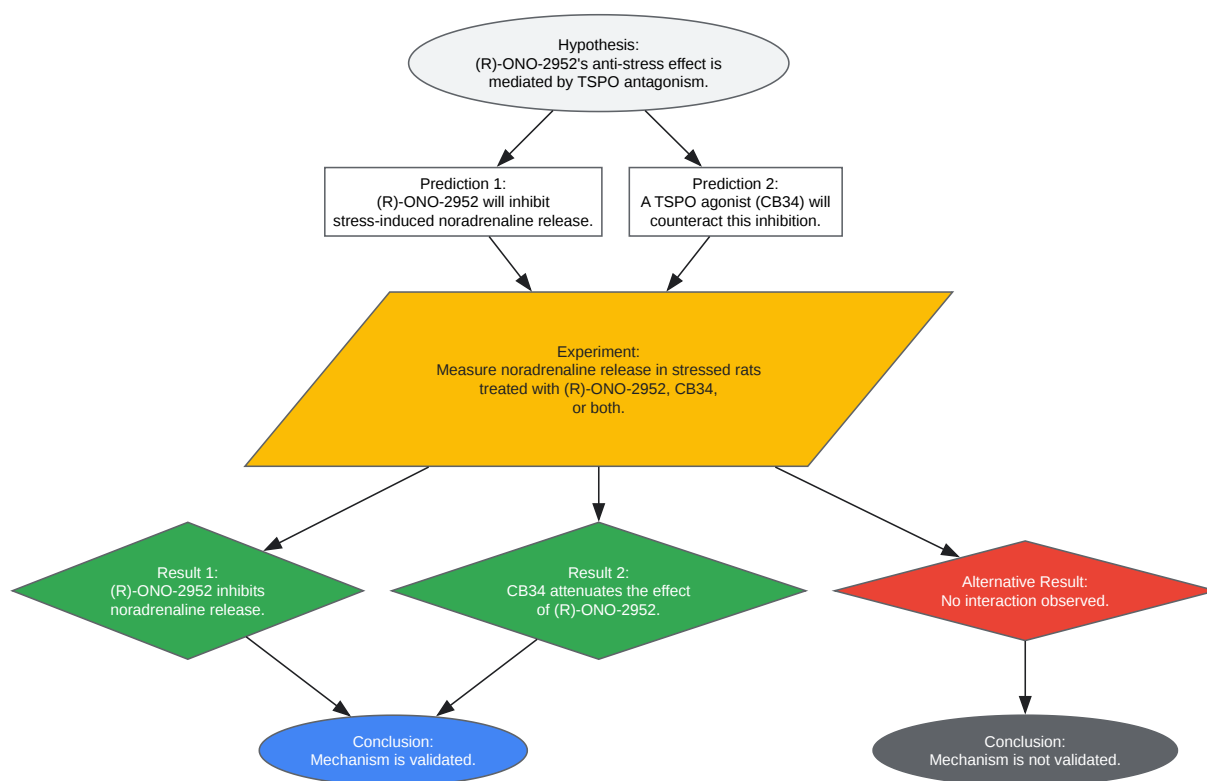 Hypothesis:
(R)-ONO-2952's anti-stress effect is
mediated by TSPO antagonism.
Prediction 1:
(R)-ONO-2952 will inhibit
stress-induced noradrenaline release.
Prediction 2:
A TSPO agonist (CB34) will
counteract this inhibition.
Experiment:
Measure noradrenaline release in stressed rats
treated with (R)-ONO-2952, CB34,
or both.
Result 1:
(R)-ONO-2952 inhibits
noradrenaline release.
Result 2:
CB34 attenuates the effect
of (R)-ONO-2952.
Alternative Result:
No interaction observed.
Conclusion:
Mechanism is validated.
Conclusion:
Mechanism is not validated.